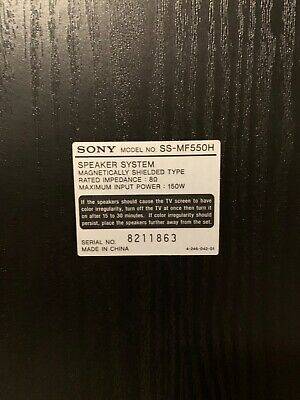 SONY MODEL NO. SS-MF550H
SPEAKER SYSTEM
MAGNETICALLY SHIELDED TYPE
RATED IMPEDANCE : 8Ω
MAXIMUM INPUT POWER : 150W
If the speakers should cause the TV screen to have
color irregularity, turn off the TV at once then turn it
on after 15 to 30 minutes. If color irregularity should
persist, place the speakers further away from the set.
SERIAL NO. 8211863
MADE IN CHINA 4-246-042-01